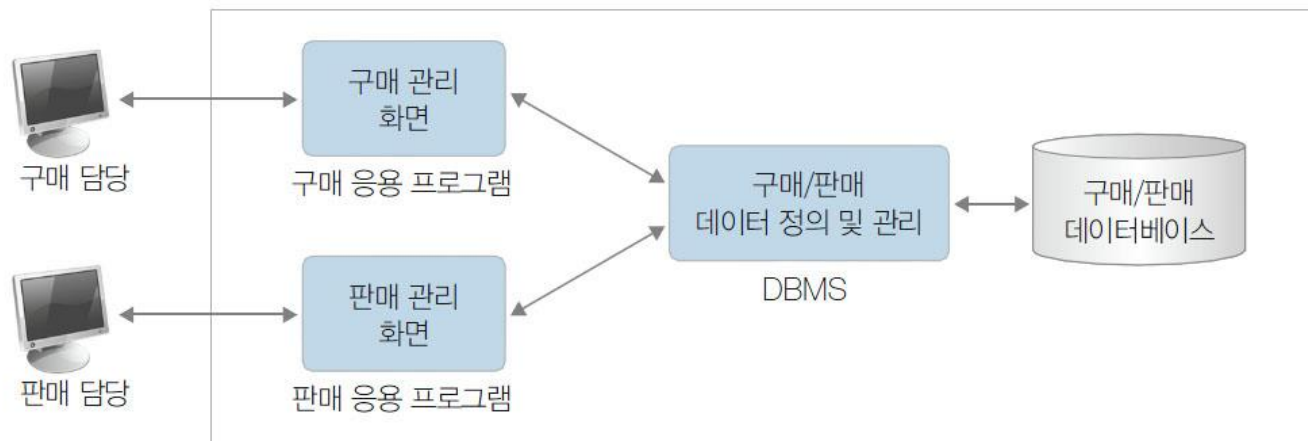 구매 관리
화면
구매 담당
구매 응용 프로그램
구매/판매
데이터 정의 및 관리
DBMS
구매/판매
데이터베이스
판매 관리
화면
판매 담당
판매 응용 프로그램